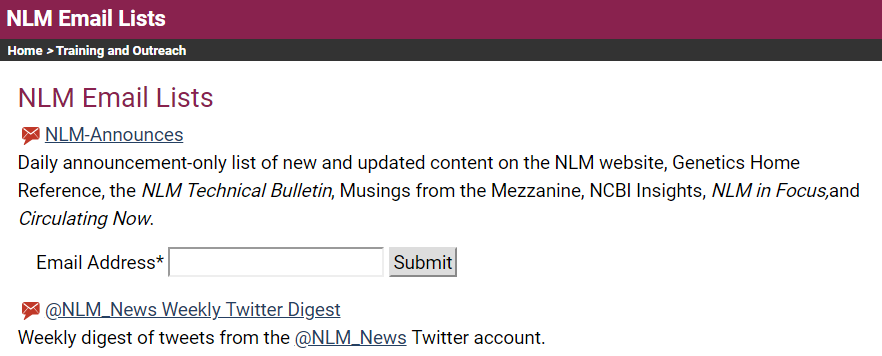 NLM Email Lists
Home > Training and Outreach
NLM Email Lists
NLM-Announces
Daily announcement-only list of new and updated content on the NLM website, Genetics Home
Reference, the NLM Technical Bulletin, Musings from the Mezzanine, NCBI Insights, NLM in Focus,and
Circulating Now.
Email Address* Submit
@NLM_News Weekly Twitter Digest
Weekly digest of tweets from the @NLM_News Twitter account.